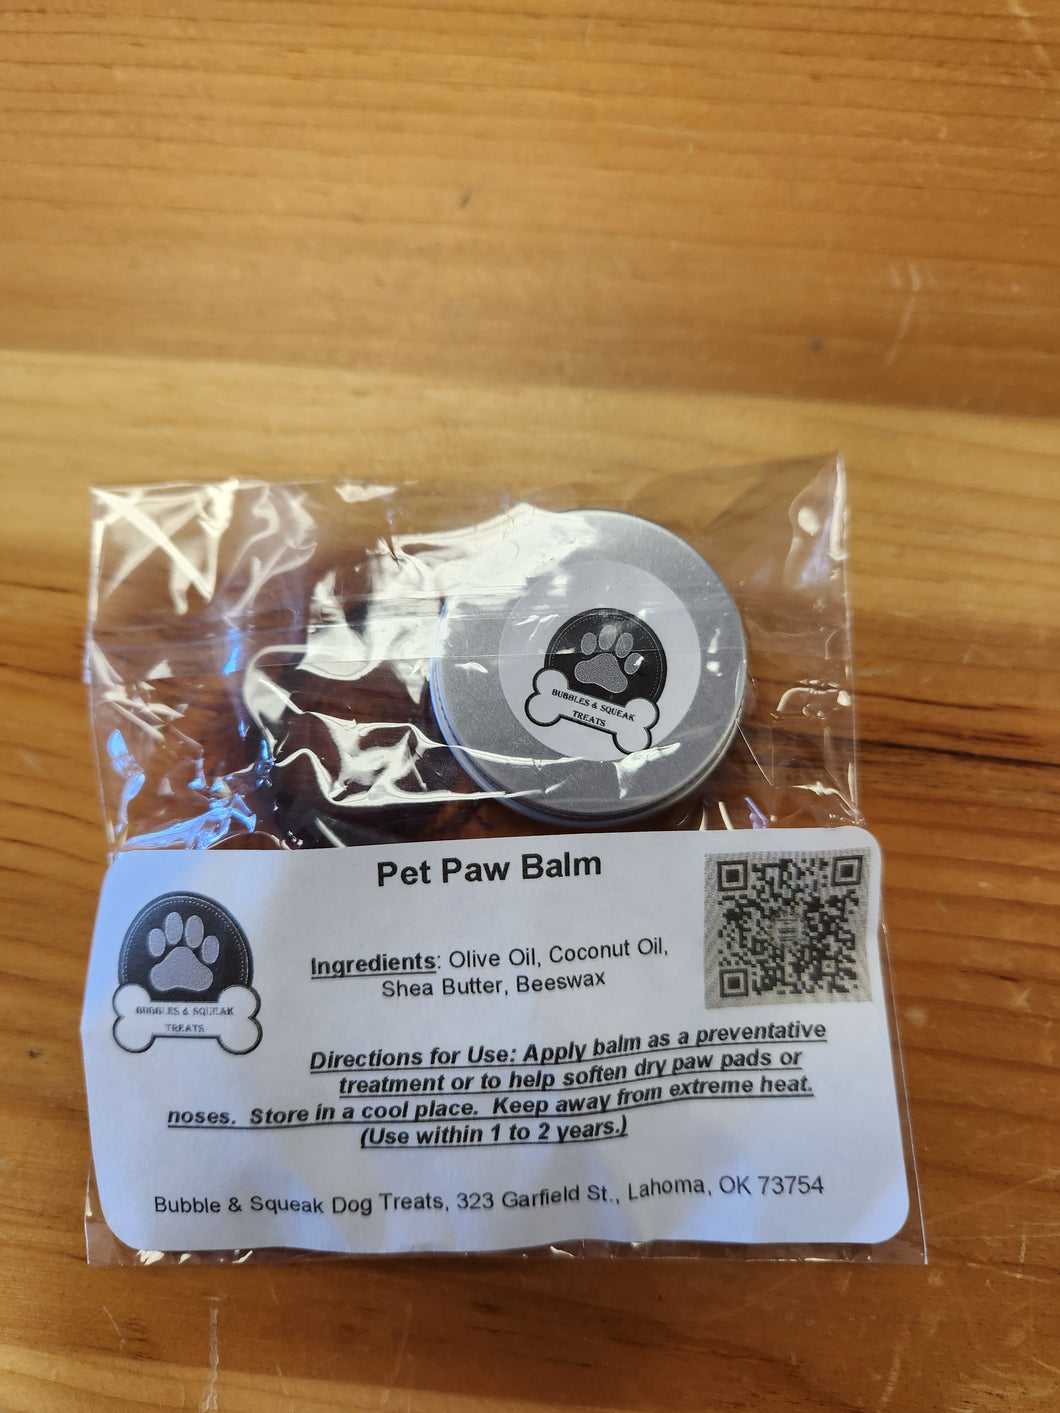 BUBBLES & SQUEAK
TREATS
Pet Paw Balm
Ingredients: Olive Oil, Coconut Oil,
Shea Butter, Beeswax
BUBBLES & SQUEAK
TREATS
Directions for Use: Apply balm as a preventative
treatment or to help soften dry paw pads or
noses. Store in a cool place. Keep away from extreme heat.
(Use within 1 to 2 years.)
Bubble & Squeak Dog Treats, 323 Garfield St., Lahoma, OK 73754